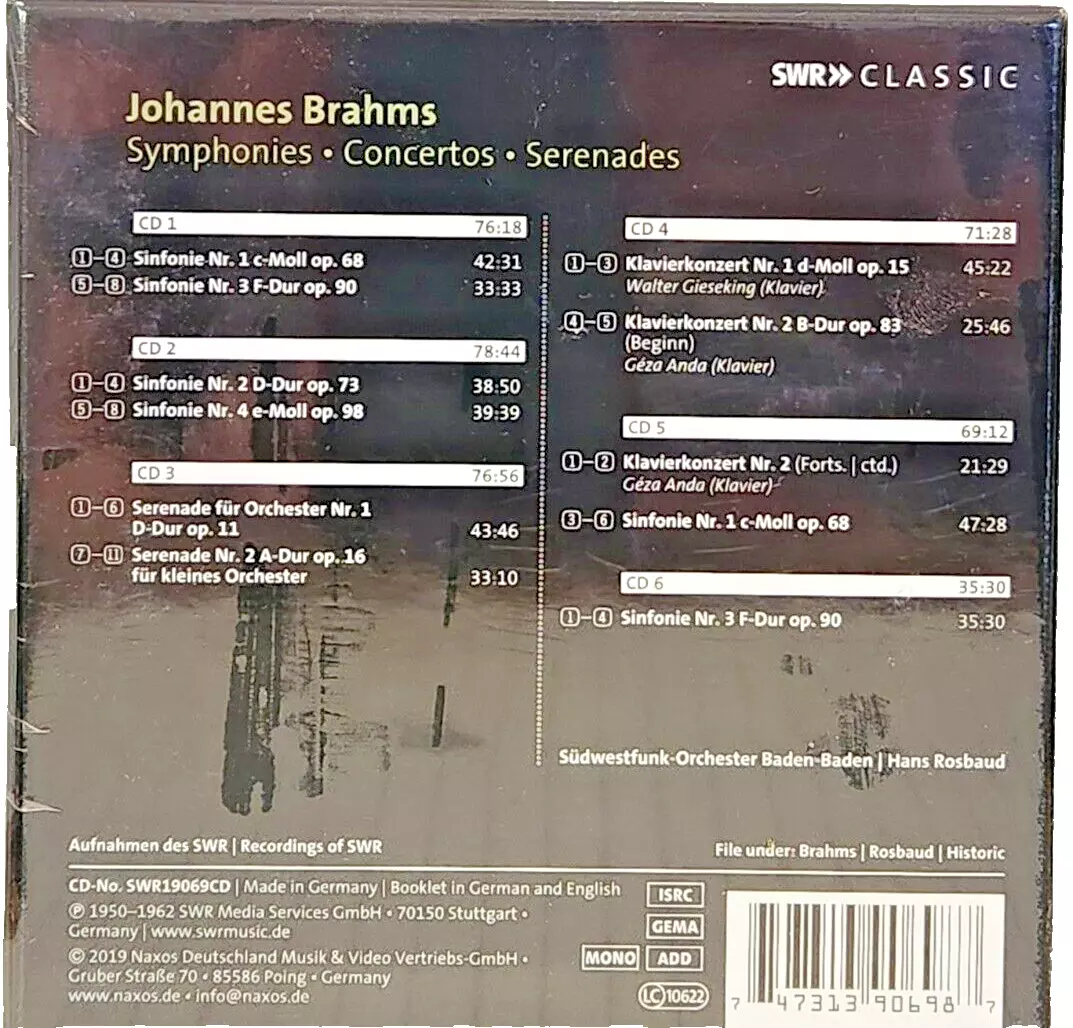 SWR» CLASSIC
Johannes Brahms
Symphonies • Concertos • Serenades
CD 1 76:18
1–4 Sinfonie Nr. 1 c-Moll op. 68 42:31
5–8 Sinfonie Nr. 3 F-Dur op. 90 33:33
CD 2 78:44
1–4 Sinfonie Nr. 2 D-Dur op. 73 38:50
5–8 Sinfonie Nr. 4 e-Moll op. 98 39:39
CD 3 76:56
1–6 Serenade für Orchester Nr. 1
D-Dur op. 11 43:46
7–11 Serenade Nr. 2 A-Dur op. 16
für kleines Orchester 33:10
CD 4 71:28
1–3 Klavierkonzert Nr. 1 d-Moll op. 15 45:22
Walter Gieseking (Klavier)
4–5 Klavierkonzert Nr. 2 B-Dur op. 83 25:46
(Beginn)
Géza Anda (Klavier)
CD 5 69:12
1–2 Klavierkonzert Nr. 2 (Forts. | ctd.) 21:29
Géza Anda (Klavier)
3–6 Sinfonie Nr. 1 c-Moll op. 68 47:28
CD 6 35:30
1–4 Sinfonie Nr. 3 F-Dur op. 90 35:30
Südwestfunk-Orchester Baden-Baden | Hans Rosbaud
Aufnahmen des SWR | Recordings of SWR
File under: Brahms | Rosbaud | Historic
CD-No. SWR19069CD | Made in Germany | Booklet in German and English
℗ 1950–1962 SWR Media Services GmbH • 70150 Stuttgart •
Germany | www.swrmusic.de
© 2019 Naxos Deutschland Musik & Video Vertriebs-GmbH •
Gruber Straße 70 • 85586 Poing • Germany
www.naxos.de • info@naxos.de
ISRC
GEMA
MONO ADD
LC 10622
7 47313 90698 7